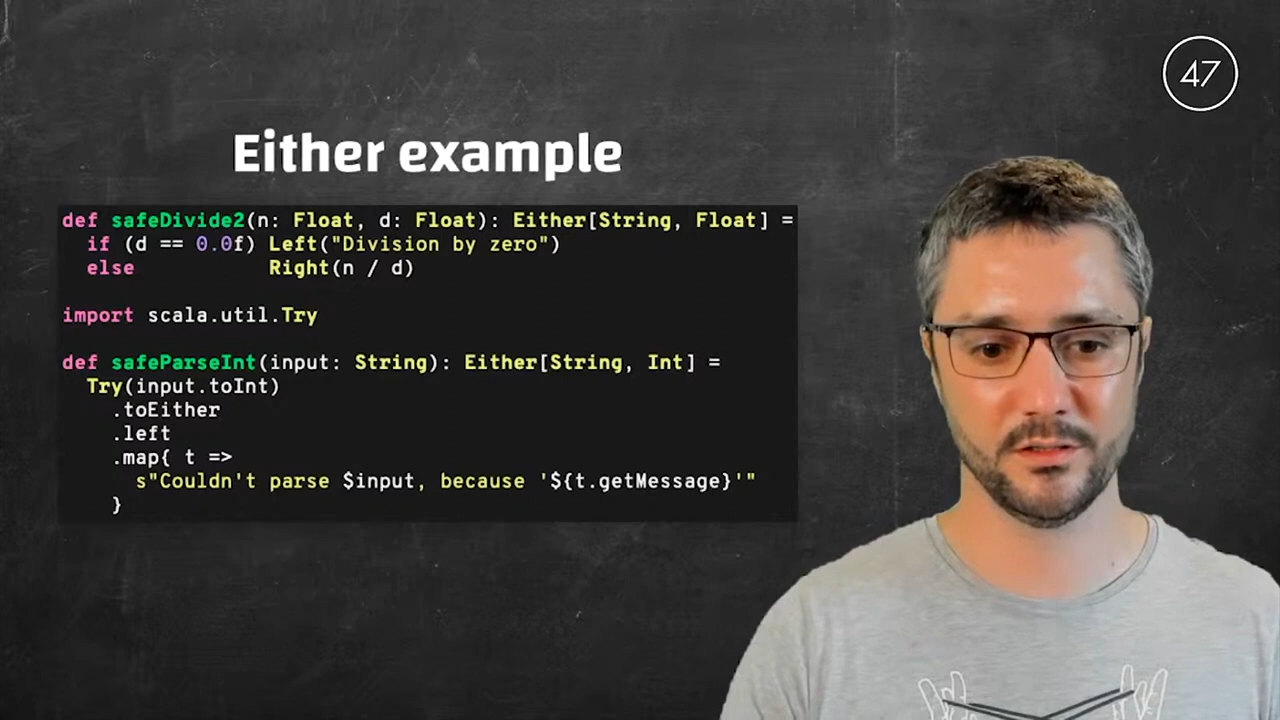 47
Either example
def safeDivide2(n: Float, d: Float): Either[String, Float] =
  if (d == 0.0f) Left("Division by zero")
  else           Right(n / d)

import scala.util.Try

def safeParseInt(input: String): Either[String, Int] =
  Try(input.toInt)
    .toEither
    .left
    .map{ t =>
      s"Couldn't parse $input, because '${t.getMessage}'"
    }